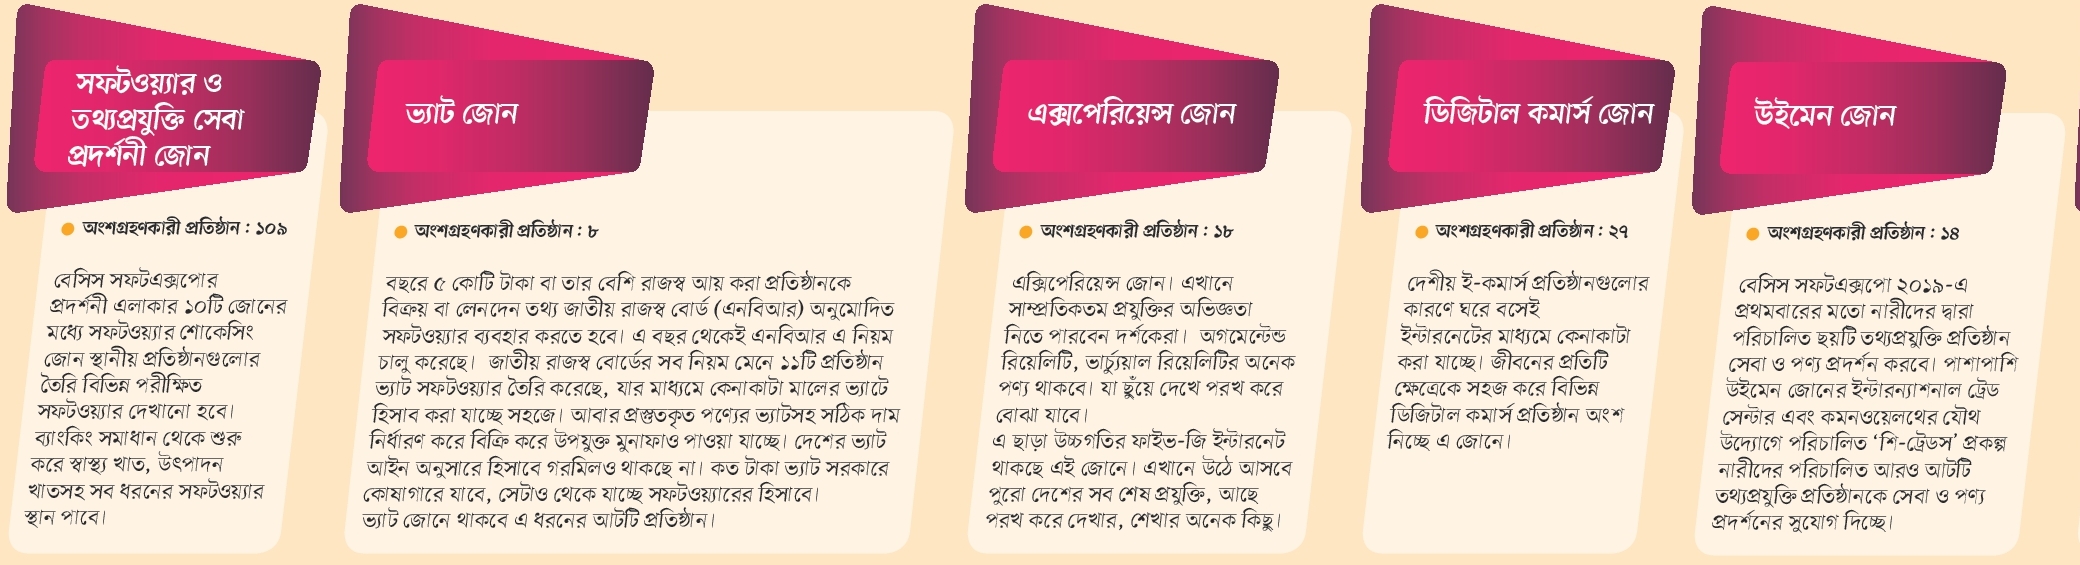 সফটওয়্যার ও
তথ্যপ্রযুক্তি সেবা
প্রদর্শনী জোন
অংশগ্রহণকারী প্রতিষ্ঠান : ১০৯
বেসিস সফটএক্সপোর
প্রদর্শনী এলাকার ১০টি জোনের
মধ্যে সফটওয়্যার শোকেসিং
জোন স্থানীয় প্রতিষ্ঠানগুলোর
তৈরি বিভিন্ন পরীক্ষিত
সফটওয়্যার দেখানো হবে।
ব্যাংকিং সমাধান থেকে শুরু
করে স্বাস্থ্য খাত, উৎপাদন
খাতসহ সব ধরনের সফটওয়্যার
স্থান পাবে।
ভ্যাট জোন
অংশগ্রহণকারী প্রতিষ্ঠান : ৮
বছরে ৫ কোটি টাকা বা তার বেশি রাজস্ব আয় করা প্রতিষ্ঠানকে
বিক্রয় বা লেনদেন তথ্য জাতীয় রাজস্ব বোর্ড (এনবিআর) অনুমোদিত
সফটওয়্যার ব্যবহার করতে হবে। এ বছর থেকেই এনবিআর এ নিয়ম
চালু করেছে। জাতীয় রাজস্ব বোর্ডের সব নিয়ম মেনে ১১টি প্রতিষ্ঠান
ভ্যাট সফটওয়্যার তৈরি করেছে, যার মাধ্যমে কেনাকাটা মালের ভ্যাটে
হিসাব করা যাচ্ছে সহজে। আবার প্রস্তুতকৃত পণ্যের ভ্যাটসহ সঠিক দাম
নির্ধারণ করে বিক্রি করে উপযুক্ত মুনাফাও পাওয়া যাচ্ছে। দেশের ভ্যাট
আইন অনুসারে হিসাবে গরমিলও থাকছে না। কত টাকা ভ্যাট সরকারে
কোষাগারে যাবে, সেটাও থেকে যাচ্ছে সফটওয়্যারের হিসাবে।
ভ্যাট জোনে থাকবে এ ধরনের আটটি প্রতিষ্ঠান।
এক্সপেরিয়েন্স জোন
অংশগ্রহণকারী প্রতিষ্ঠান : ১৮
এক্সিপেরিয়েন্স জোন। এখানে
সাম্প্রতিকতম প্রযুক্তির অভিজ্ঞতা
নিতে পারবেন দর্শকেরা। অগমেন্টেন্ড
রিয়েলিটি, ভার্চ্যুয়াল রিয়েলিটির অনেক
পণ্য থাকবে। যা ছুঁয়ে দেখে পরখ করে
বোঝা যাবে।
এ ছাড়া উচ্চগতির ফাইভ-জি ইন্টারনেট
থাকছে এই জোনে। এখানে উঠে আসবে
পুরো দেশের সব শেষ প্রযুক্তি, আছে
পরখ করে দেখার, শেখার অনেক কিছু।
ডিজিটাল কমার্স জোন
অংশগ্রহণকারী প্রতিষ্ঠান : ২৭
দেশীয় ই-কমার্স প্রতিষ্ঠানগুলোর
কারণে ঘরে বসেই
ইন্টারনেটের মাধ্যমে কেনাকাটা
করা যাচ্ছে। জীবনের প্রতিটি
ক্ষেত্রেকে সহজ করে বিভিন্ন
ডিজিটাল কমার্স প্রতিষ্ঠান অংশ
নিচ্ছে এ জোনে।
উইমেন জোন
অংশগ্রহণকারী প্রতিষ্ঠান : ১৪
বেসিস সফটএক্সপো ২০১৯-এ
প্রথমবারের মতো নারীদের দ্বারা
পরিচালিত ছয়টি তথ্যপ্রযুক্তি প্রতিষ্ঠান
সেবা ও পণ্য প্রদর্শন করবে। পাশাপাশি
উইমেন জোনের ইন্টারন্যাশনাল ট্রেড
সেন্টার এবং কমনওয়েলথের যৌথ
উদ্যোগে পরিচালিত ‘শি-ট্রেডস’ প্রকল্প
নারীদের পরিচালিত আরও আটটি
তথ্যপ্রযুক্তি প্রতিষ্ঠানকে সেবা ও পণ্য
প্রদর্শনের সুযোগ দিচ্ছে।